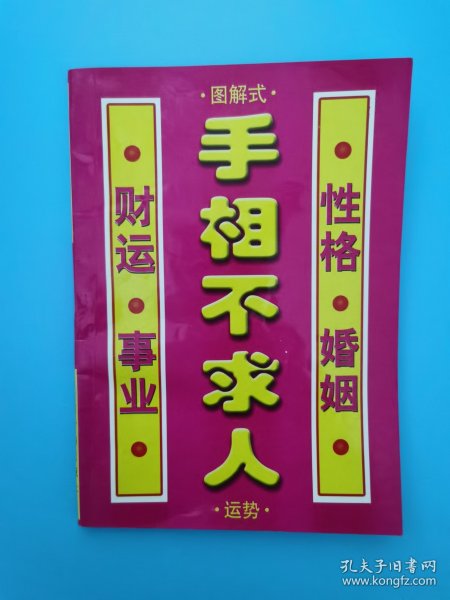 ·图解式·
手相不求人
·运势·
·性格·婚姻·
·财运·事业·
孔夫子旧书网
www.kongfz.com